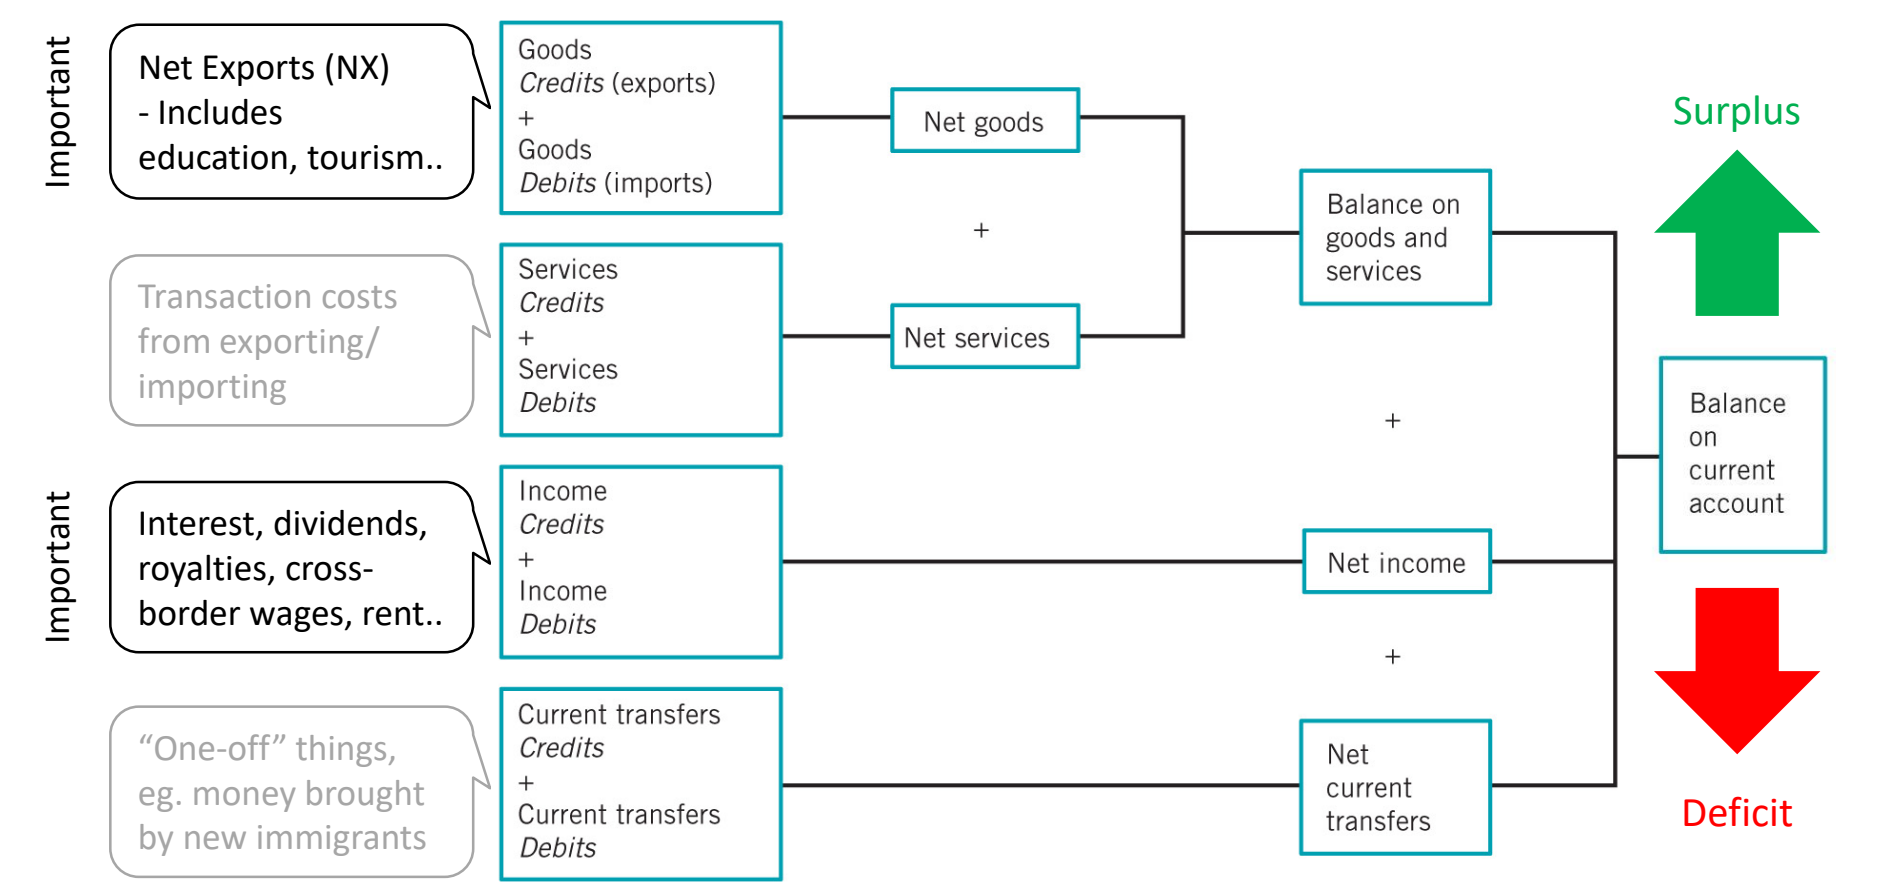 Important
Net Exports (NX)
- Includes
education, tourism..
Goods
Credits (exports)
+
Goods
Debits (imports)
Net goods
+
Transaction costs
from exporting/
importing
Services
Credits
+
Services
Debits
Net services
Balance on
goods and
services
+
Important
Interest, dividends,
royalties, cross-
border wages, rent..
Income
Credits
+
Income
Debits
Net income
+
“One-off” things,
eg. money brought
by new immigrants
Current transfers
Credits
+
Current transfers
Debits
Net
current
transfers
Surplus
Balance
on
current
account
Deficit